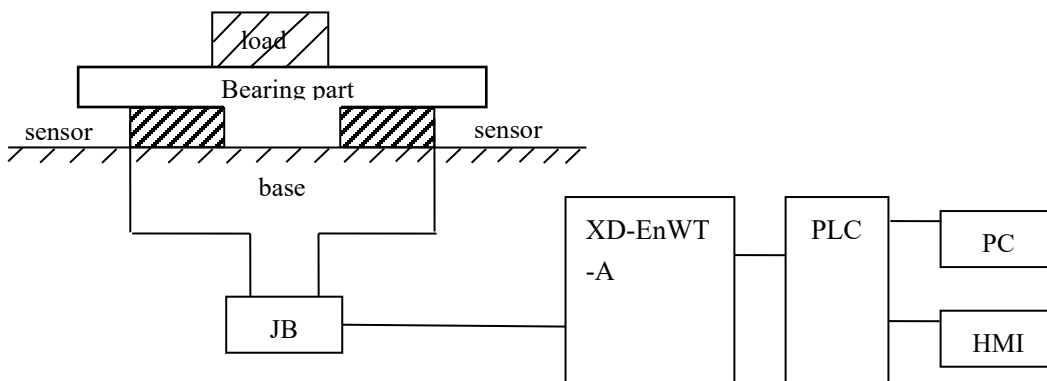 load
Bearing part
sensor
sensor
base
XD-EnWT
-A
PLC
PC
JB
HMI